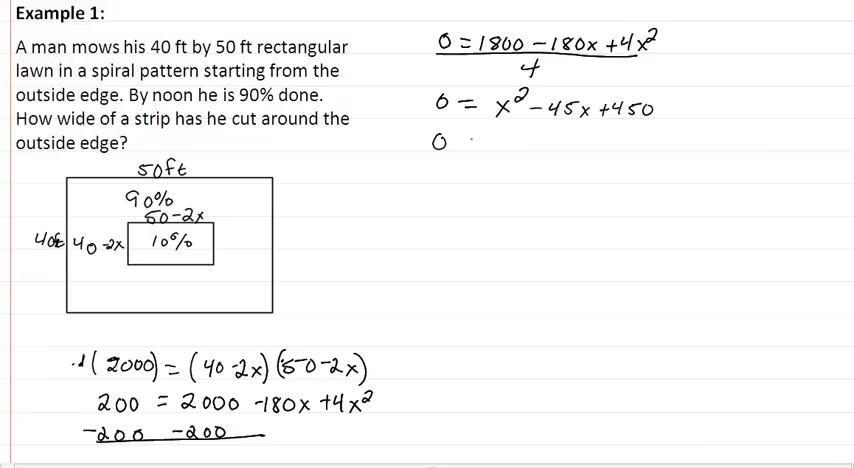 Example 1:
A man mows his 40 ft by 50 ft rectangular
lawn in a spiral pattern starting from the
outside edge. By noon he is 90% done.
How wide of a strip has he cut around the
outside edge?
50ft
90%
50-2x
40ft 40-2x 10%
.1(2000) = (40-2x)(50-2x)
200 = 2000 -180x +4x²
-200 -200
0 = 1800 - 180x + 4x²
4
0 = x² - 45x + 450
0